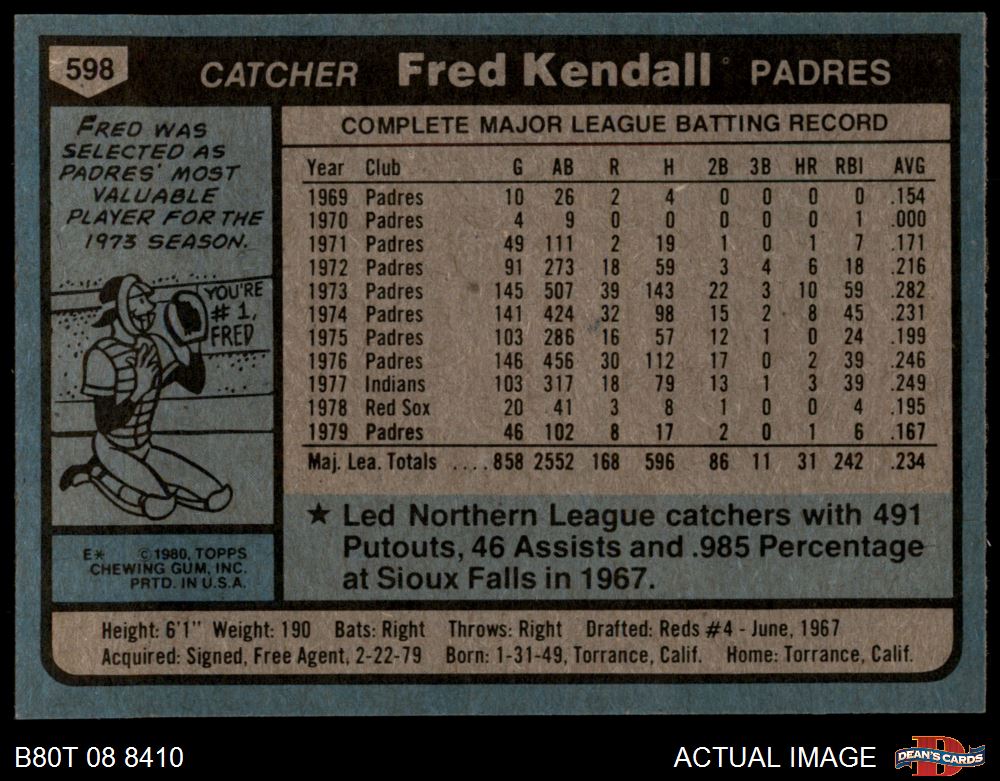 598 CATCHER Fred Kendall PADRES
FRED WAS
SELECTED AS
PADRES' MOST
VALUABLE
PLAYER FOR THE
1973 SEASON.
YOU'RE
# 1,
FRED
E* © 1980, TOPPS
CHEWING GUM, INC.
PRTD. IN U.S.A.
COMPLETE MAJOR LEAGUE BATTING RECORD
Year Club G AB R H 2B 3B HR RBI AVG
1969 Padres 10 26 2 4 0 0 0 0 .154
1970 Padres 4 9 0 0 0 0 0 1 .000
1971 Padres 49 111 2 19 1 0 1 7 .171
1972 Padres 91 273 18 59 3 4 6 18 .216
1973 Padres 145 507 39 143 22 3 10 59 .282
1974 Padres 141 424 32 98 15 2 8 45 .231
1975 Padres 103 286 16 57 12 1 0 24 .199
1976 Padres 146 456 30 112 17 0 2 39 .246
1977 Indians 103 317 18 79 13 1 3 39 .249
1978 Red Sox 20 41 3 8 1 0 0 4 .195
1979 Padres 46 102 8 17 2 0 1 6 .167
Maj. Lea. Totals ....858 2552 168 596 86 11 31 242 .234
★ Led Northern League catchers with 491
Putouts, 46 Assists and .985 Percentage
at Sioux Falls in 1967.
Height: 6'1" Weight: 190 Bats: Right Throws: Right Drafted: Reds #4 - June, 1967
Acquired: Signed, Free Agent, 2-22-79 Born: 1-31-49, Torrance, Calif. Home: Torrance, Calif.
B80T 08 8410 ACTUAL IMAGE
D
DEAN'S CARDS